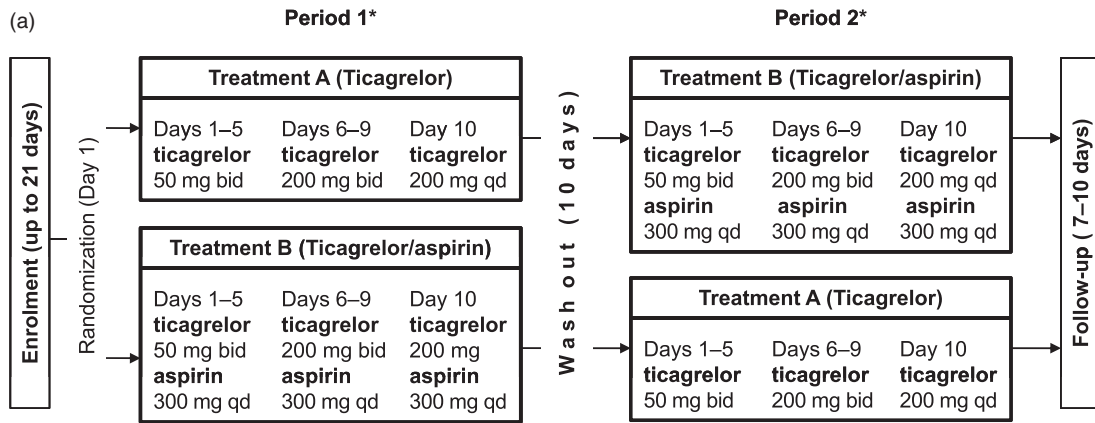 (a)
Period 1*
Period 2*
Enrolment (up to 21 days)
Randomization (Day 1)
Treatment A (Ticagrelor)
Days 1–5 Days 6–9 Day 10
ticagrelor ticagrelor ticagrelor
50 mg bid 200 mg bid 200 mg qd
Treatment B (Ticagrelor/aspirin)
Days 1–5 Days 6–9 Day 10
ticagrelor ticagrelor ticagrelor
50 mg bid 200 mg bid 200 mg
aspirin aspirin aspirin
300 mg qd 300 mg qd 300 mg qd
Washout (10 days)
Treatment B (Ticagrelor/aspirin)
Days 1–5 Days 6–9 Day 10
ticagrelor ticagrelor ticagrelor
50 mg bid 200 mg bid 200 mg qd
aspirin aspirin aspirin
300 mg qd 300 mg qd 300 mg qd
Treatment A (Ticagrelor)
Days 1–5 Days 6–9 Day 10
ticagrelor ticagrelor ticagrelor
50 mg bid 200 mg bid 200 mg qd
Follow-up ( 7–10 days)